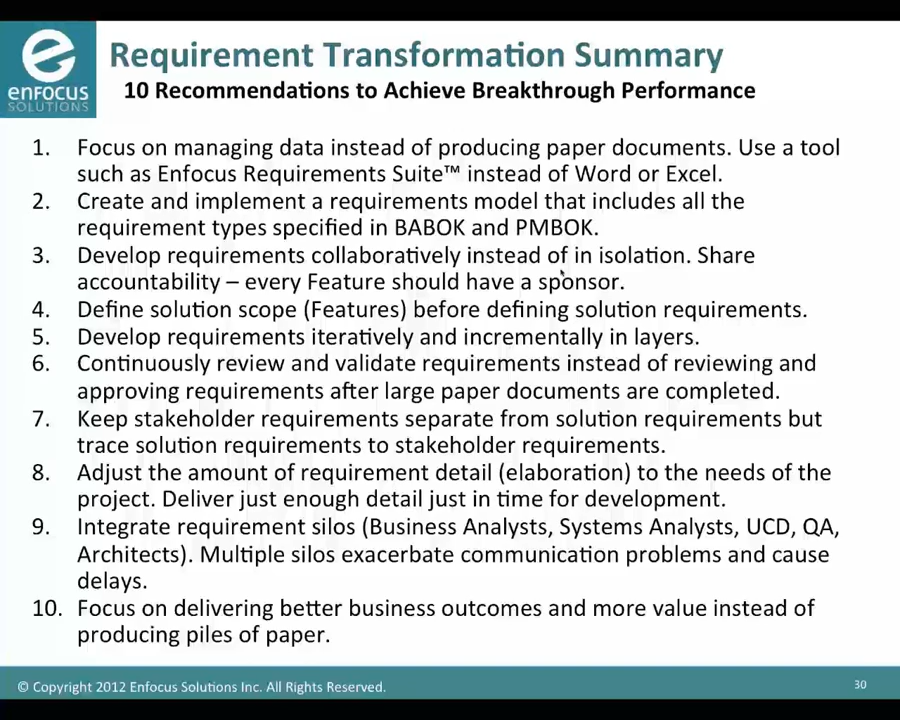 enfocus
SOLUTIONS
Requirement Transformation Summary
10 Recommendations to Achieve Breakthrough Performance
1. Focus on managing data instead of producing paper documents. Use a tool
such as Enfocus Requirements Suite™ instead of Word or Excel.
2. Create and implement a requirements model that includes all the
requirement types specified in BABOK and PMBOK.
3. Develop requirements collaboratively instead of in isolation. Share
accountability – every Feature should have a sponsor.
4. Define solution scope (Features) before defining solution requirements.
5. Develop requirements iteratively and incrementally in layers.
6. Continuously review and validate requirements instead of reviewing and
approving requirements after large paper documents are completed.
7. Keep stakeholder requirements separate from solution requirements but
trace solution requirements to stakeholder requirements.
8. Adjust the amount of requirement detail (elaboration) to the needs of the
project. Deliver just enough detail just in time for development.
9. Integrate requirement silos (Business Analysts, Systems Analysts, UCD, QA,
Architects). Multiple silos exacerbate communication problems and cause
delays.
10. Focus on delivering better business outcomes and more value instead of
producing piles of paper.
© Copyright 2012 Enfocus Solutions Inc. All Rights Reserved.
30